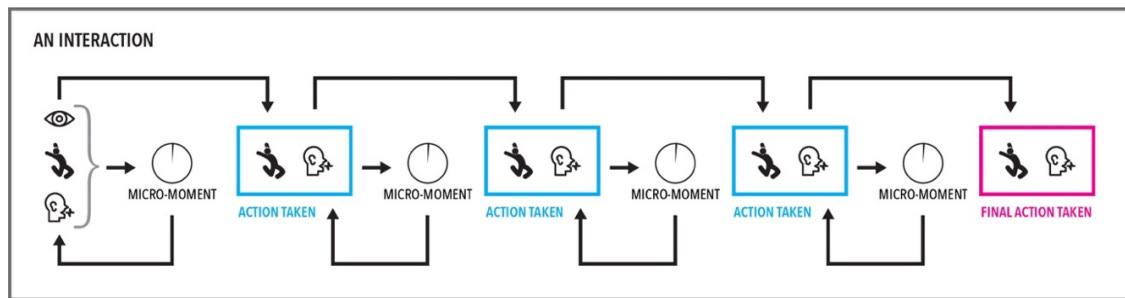 AN INTERACTION
MICRO-MOMENT
ACTION TAKEN
MICRO-MOMENT
ACTION TAKEN
MICRO-MOMENT
ACTION TAKEN
MICRO-MOMENT
FINAL ACTION TAKEN